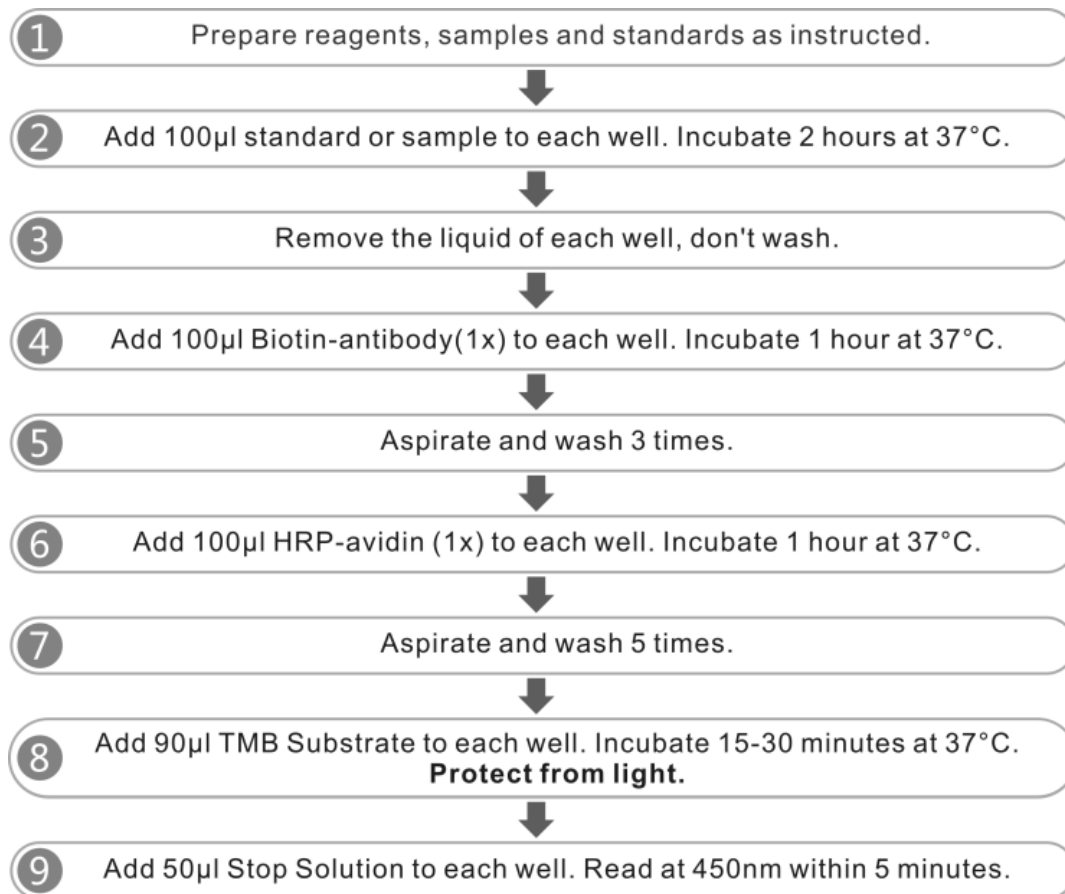 1 Prepare reagents, samples and standards as instructed.
2 Add 100µl standard or sample to each well. Incubate 2 hours at 37°C.
3 Remove the liquid of each well, don't wash.
4 Add 100µl Biotin-antibody(1x) to each well. Incubate 1 hour at 37°C.
5 Aspirate and wash 3 times.
6 Add 100µl HRP-avidin (1x) to each well. Incubate 1 hour at 37°C.
7 Aspirate and wash 5 times.
8 Add 90µl TMB Substrate to each well. Incubate 15-30 minutes at 37°C.
Protect from light.
9 Add 50µl Stop Solution to each well. Read at 450nm within 5 minutes.